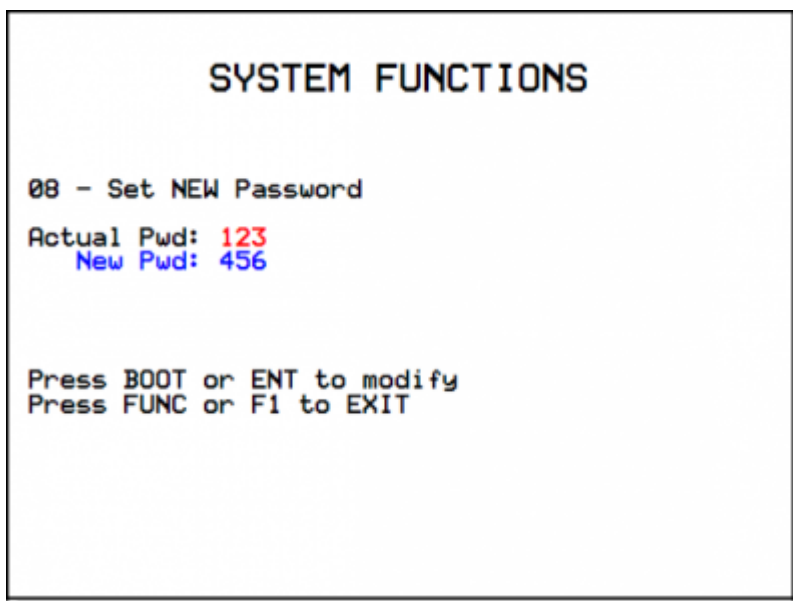 SYSTEM FUNCTIONS
08 - Set NEW Password
Actual Pwd: 123
New Pwd: 456
Press BOOT or ENT to modify
Press FUNC or F1 to EXIT